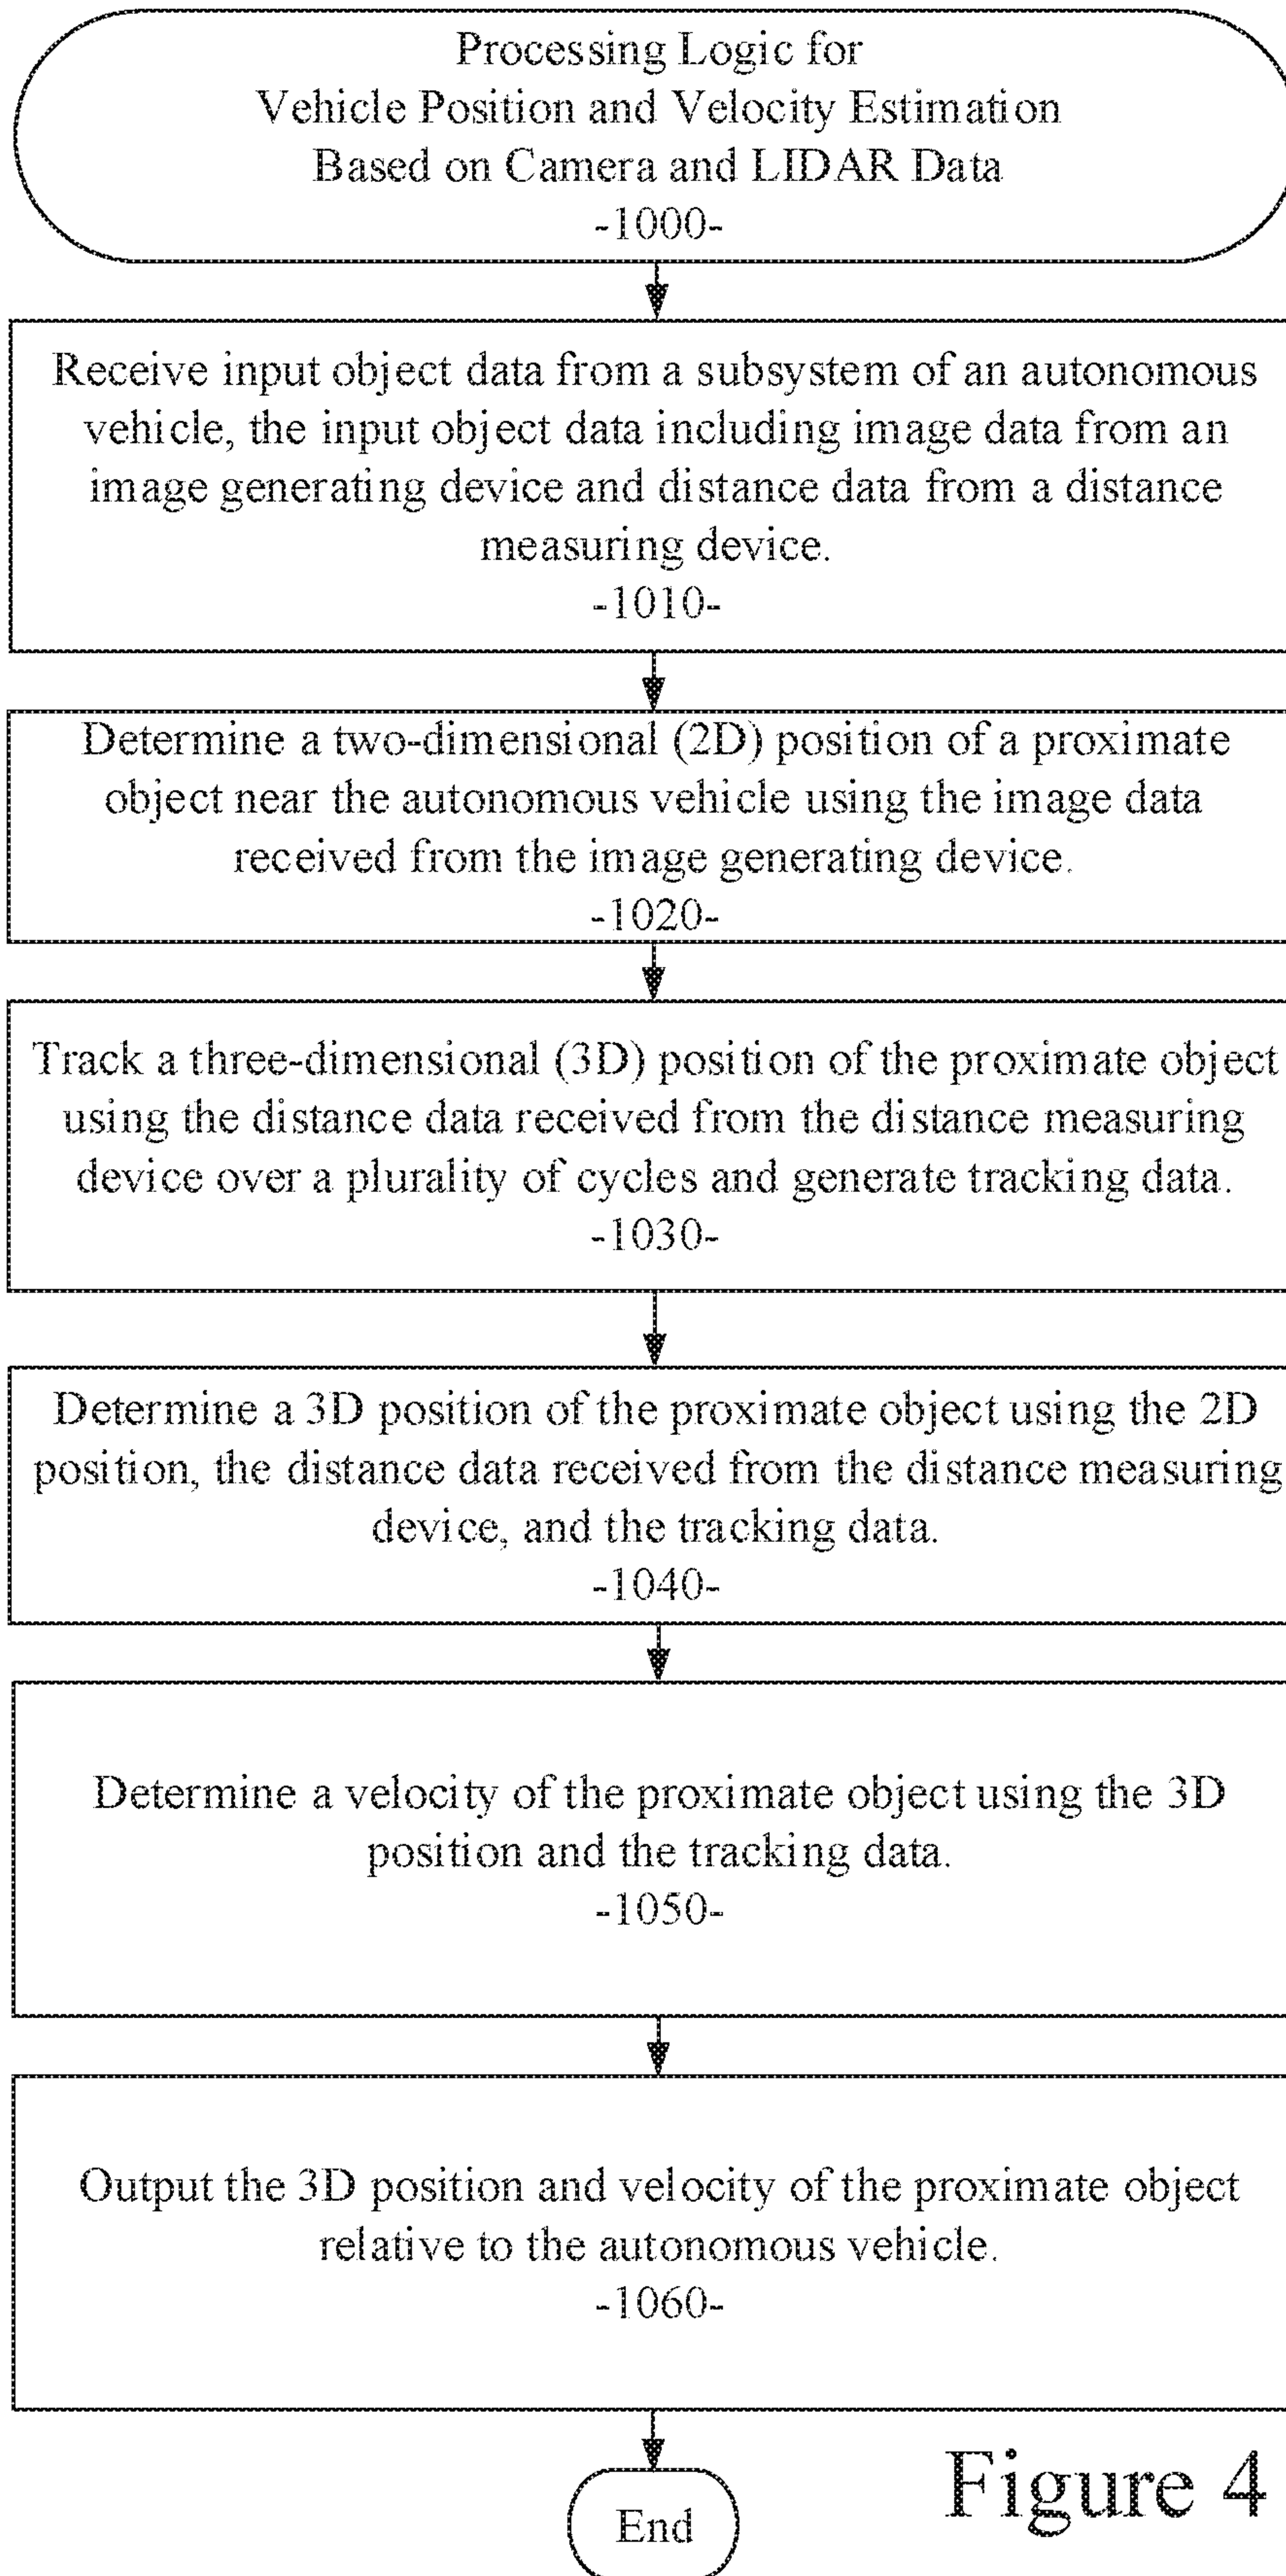 Processing Logic for
Vehicle Position and Velocity Estimation
Based on Camera and LIDAR Data
-1000-
Receive input object data from a subsystem of an autonomous
vehicle, the input object data including image data from an
image generating device and distance data from a distance
measuring device.
-1010-
Determine a two-dimensional (2D) position of a proximate
object near the autonomous vehicle using the image data
received from the image generating device.
-1020-
Track a three-dimensional (3D) position of the proximate object
using the distance data received from the distance measuring
device over a plurality of cycles and generate tracking data.
-1030-
Determine a 3D position of the proximate object using the 2D
position, the distance data received from the distance measuring
device, and the tracking data.
-1040-
Determine a velocity of the proximate object using the 3D
position and the tracking data.
-1050-
Output the 3D position and velocity of the proximate object
relative to the autonomous vehicle.
-1060-
End
Figure 4